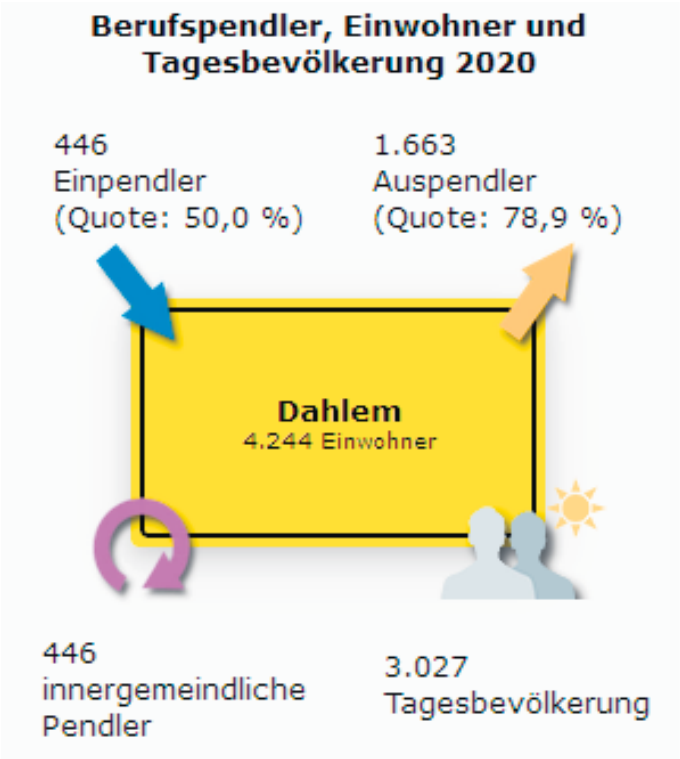 Berufspendler, Einwohner und
Tagesbevölkerung 2020
446
Einpendler
(Quote: 50,0 %)
1.663
Auspendler
(Quote: 78,9 %)
Dahlem
4.244 Einwohner
446
innergemeindliche
Pendler
3.027
Tagesbevölkerung